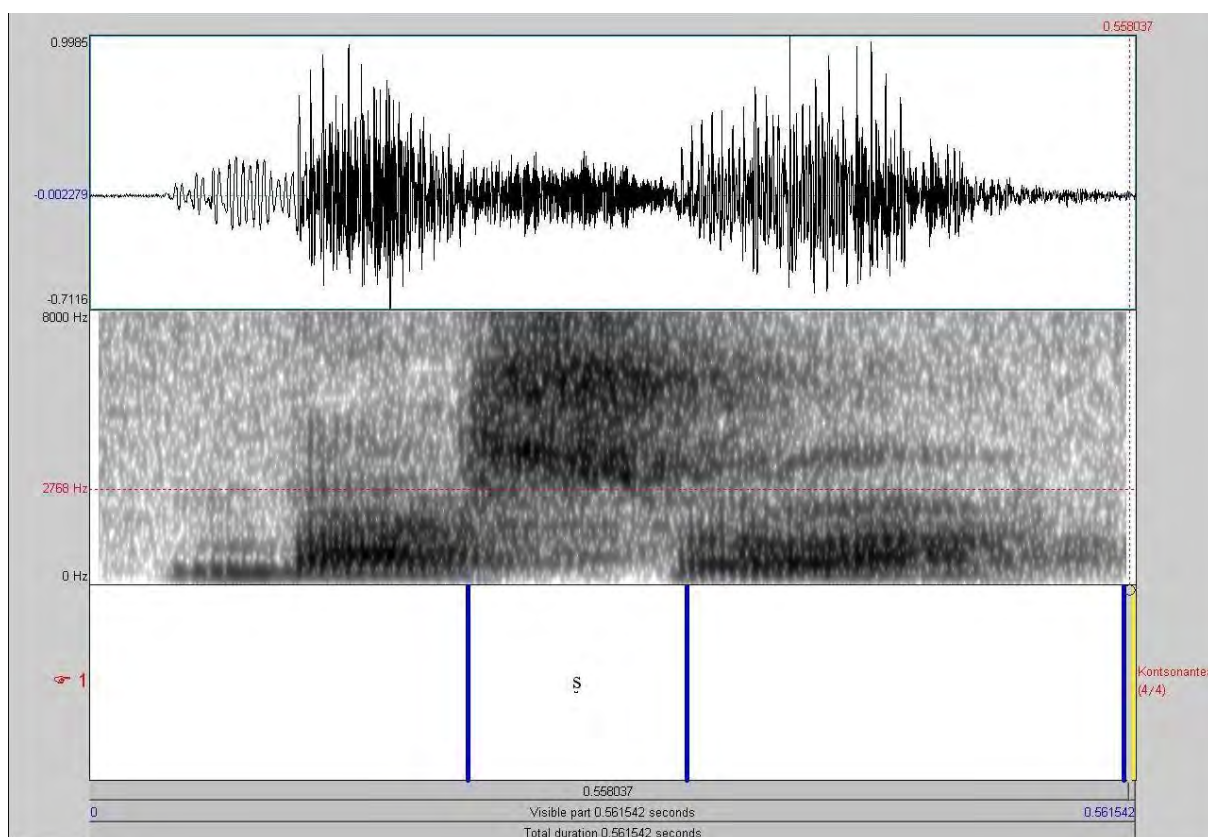 0.558037
0.9985
-0.002279
-0.7116
8000 Hz
2768 Hz
0 Hz
☞ 1
s̺
Kontsonante
(4/4)
0.558037
0
Visible part 0.561542 seconds
0.561542
Total duration 0.561542 seconds